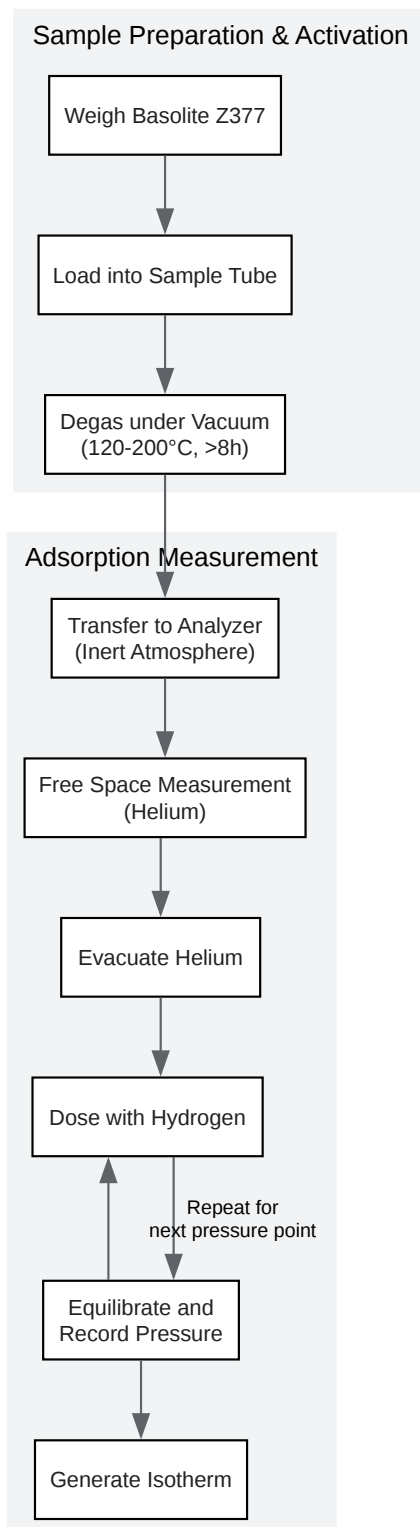 Sample Preparation & Activation
Weigh Basolite Z377
Load into Sample Tube
Degas under Vacuum
(120-200°C, >8h)
Adsorption Measurement
Transfer to Analyzer
(Inert Atmosphere)
Free Space Measurement
(Helium)
Evacuate Helium
Dose with Hydrogen
Repeat for
next pressure point
Equilibrate and
Record Pressure
Generate Isotherm